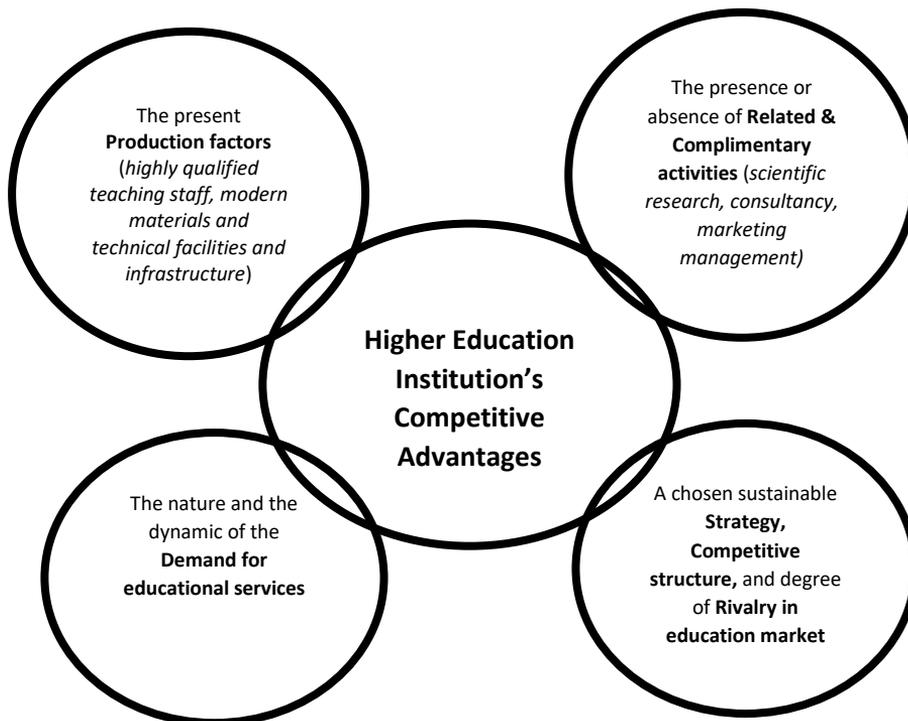 The present
Production factors
(highly qualified
teaching staff, modern
materials and
technical facilities and
infrastructure)
The presence or
absence of Related &
Complimentary
activities (scientific
research, consultancy,
marketing
management)
Higher Education
Institution’s
Competitive
Advantages
The nature and the
dynamic of the
Demand for
educational services
A chosen sustainable
Strategy,
Competitive
structure, and degree
of Rivalry in
education market